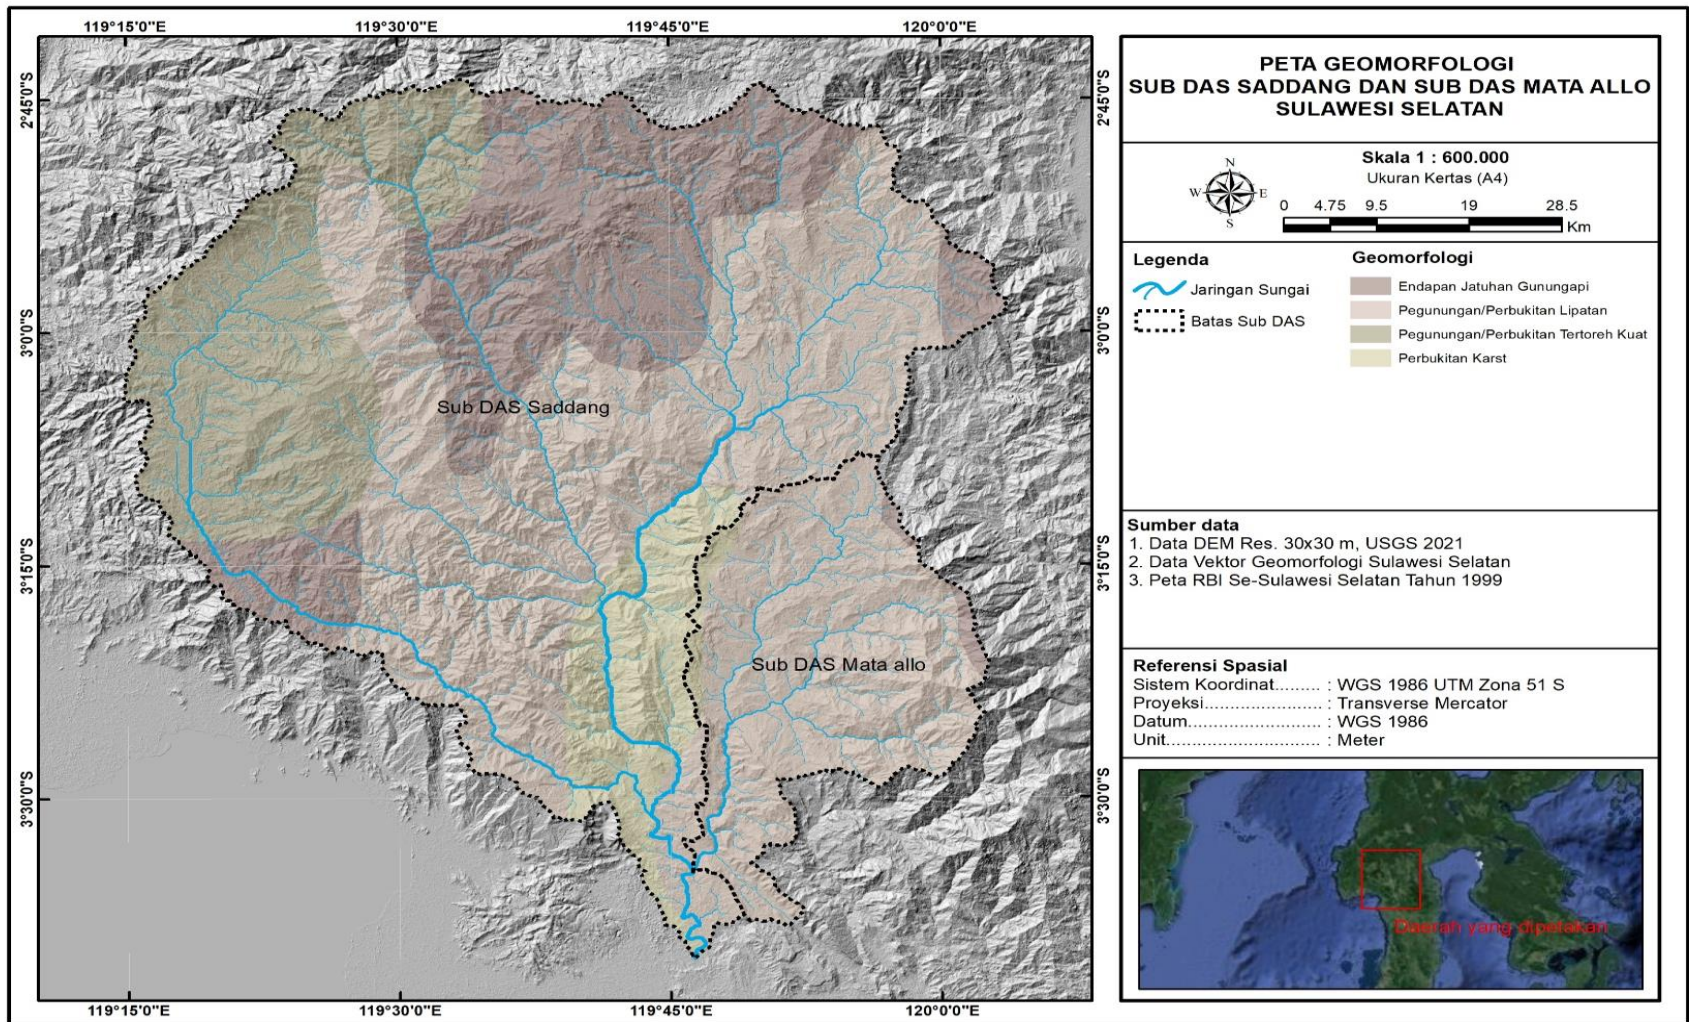 119°15'0"E
119°30'0"E
119°45'0"E
120°0'0"E
2°45'0"S
3°0'0"S
3°15'0"S
3°30'0"S
Sub DAS Saddang
Sub DAS Mata allo
2°45'0"S
3°0'0"S
3°15'0"S
3°30'0"S
119°15'0"E
119°30'0"E
119°45'0"E
120°0'0"E
PETA GEOMORFOLOGI
SUB DAS SADDANG DAN SUB DAS MATA ALLO
SULAWESI SELATAN
N
W
E
S
Skala 1 : 600.000
Ukuran Kertas (A4)
0 4.75 9.5 19 28.5
Km
Legenda
Jaringan Sungai
Batas Sub DAS
Geomorfologi
Endapan Jatuhan Gunungapi
Pegunungan/Perbukitan Lipatan
Pegunungan/Perbukitan Tertoreh Kuat
Perbukitan Karst
Sumber data
1. Data DEM Res. 30x30 m, USGS 2021
2. Data Vektor Geomorfologi Sulawesi Selatan
3. Peta RBI Se-Sulawesi Selatan Tahun 1999
Referensi Spasial
Sistem Koordinat......... : WGS 1986 UTM Zona 51 S
Proyeksi....................... : Transverse Mercator
Datum.......................... : WGS 1986
Unit.............................. : Meter
Daerah yang dipetakan